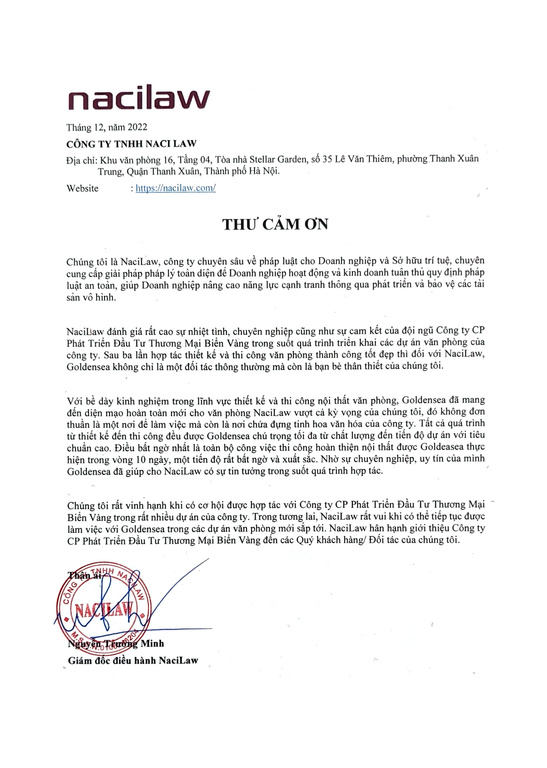 nacilaw
Tháng 12, năm 2022
CÔNG TY TNHH NACI LAW
Địa chỉ: Khu văn phòng 16, Tầng 04, Tòa nhà Stellar Garden, số 35 Lê Văn Thiêm, phường Thanh Xuân
Trung, Quận Thanh Xuân, Thành phố Hà Nội.
Website : https://nacilaw.com/
THƯ CẢM ƠN
Chúng tôi là NaciLaw, công ty chuyên sâu về pháp luật cho Doanh nghiệp và Sở hữu trí tuệ, chuyên
cung cấp giải pháp pháp lý toàn diện để Doanh nghiệp hoạt động và kinh doanh tuân thủ quy định pháp
luật an toàn, giúp Doanh nghiệp nâng cao năng lực cạnh tranh thông qua phát triển và bảo vệ các tài
sản vô hình.
NaciLaw đánh giá rất cao sự nhiệt tình, chuyên nghiệp cũng như sự cam kết của đội ngũ Công ty CP
Phát Triển Đầu Tư Thương Mại Biển Vàng trong suốt quá trình triển khai các dự án văn phòng của
công ty. Sau ba lần hợp tác thiết kế và thi công văn phòng thành công tốt đẹp thì đối với NaciLaw,
Goldensea không chỉ là một đối tác thông thường mà còn là bạn bè thân thiết của chúng tôi.
Với bề dày kinh nghiệm trong lĩnh vực thiết kế và thi công nội thất văn phòng, Goldensea đã mang
đến diện mạo hoàn toàn mới cho văn phòng NaciLaw vượt cả kỳ vọng của chúng tôi, đó không đơn
thuần là một nơi để làm việc mà còn là nơi chứa đựng tinh hoa văn hóa của công ty. Tất cả quá trình
từ thiết kế đến thi công đều được Goldensea chú trọng tối đa từ chất lượng đến tiến độ dự án với tiêu
chuẩn cao. Điều bất ngờ nhất là toàn bộ công việc thi công hoàn thiện nội thất được Goldeasea thực
hiện trong vòng 10 ngày, một tiến độ rất bất ngờ và xuất sắc. Nhờ sự chuyên nghiệp, uy tín của mình
Goldensea đã giúp cho NaciLaw có sự tin tưởng trong suốt quá trình hợp tác.
Chúng tôi rất vinh hạnh khi có cơ hội được hợp tác với Công ty CP Phát Triển Đầu Tư Thương Mại
Biển Vàng trong rất nhiều dự án của công ty. Trong tương lai, NaciLaw rất vui khi có thể tiếp tục được
làm việc với Goldensea trong các dự án văn phòng mới sắp tới. NaciLaw hân hạnh giới thiệu Công ty
CP Phát Triển Đầu Tư Thương Mại Biển Vàng đến các Quý khách hàng/ Đối tác của chúng tôi.
Thân ái
CÔNG TY TNHH NACI LAW
NACILAW
Nguyễn Trường Minh
Giám đốc điều hành NaciLaw